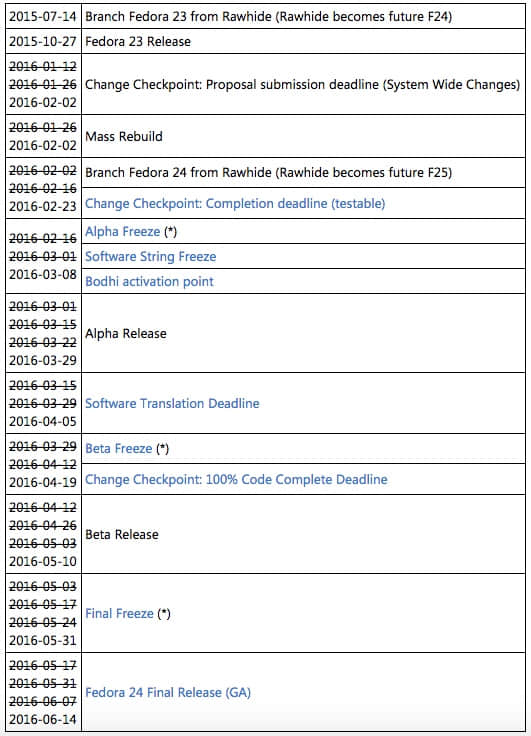 2015-07-14 Branch Fedora 23 from Rawhide (Rawhide becomes future F24)
2015-10-27 Fedora 23 Release
2016-01-12
2016-01-26
2016-02-02
Change Checkpoint: Proposal submission deadline (System Wide Changes)
2016-01-26
2016-02-02
Mass Rebuild
2016-02-02
2016-02-16
2016-02-23
Branch Fedora 24 from Rawhide (Rawhide becomes future F25)
Change Checkpoint: Completion deadline (testable)
2016-02-16
2016-03-01
2016-03-08
Alpha Freeze (*)
Software String Freeze
Bodhi activation point
2016-03-01
2016-03-15
2016-03-22
2016-03-29
Alpha Release
2016-03-15
2016-03-29
2016-04-05
Software Translation Deadline
2016-03-29
2016-04-12
2016-04-19
Beta Freeze (*)
Change Checkpoint: 100% Code Complete Deadline
2016-04-12
2016-04-26
2016-05-03
2016-05-10
Beta Release
2016-05-03
2016-05-17
2016-05-24
2016-05-31
Final Freeze (*)
2016-05-17
2016-05-31
2016-06-07
2016-06-14
Fedora 24 Final Release (GA)